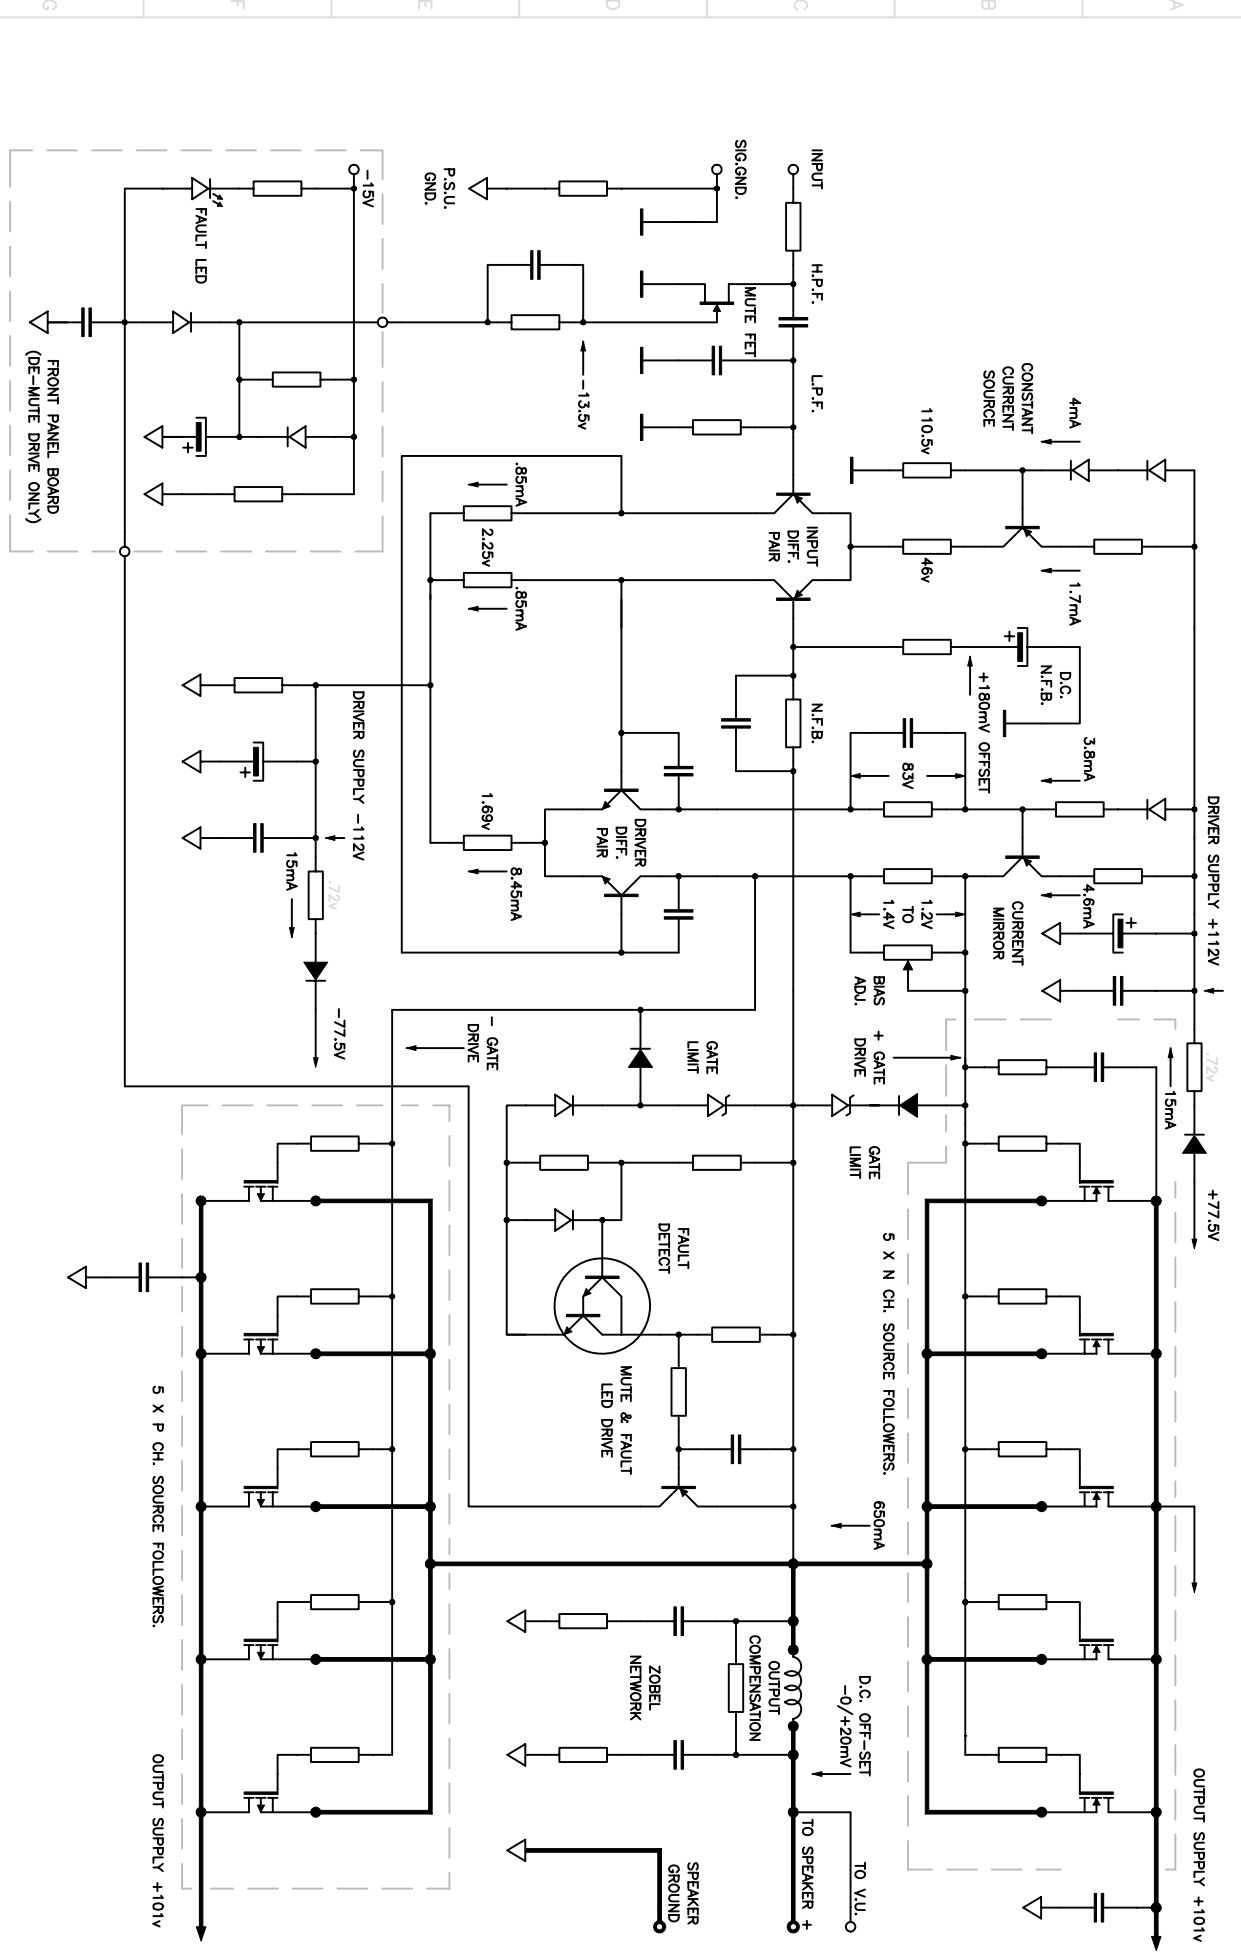 G
F
E
D
C
B
A
DRIVER SUPPLY +112V
.72v
15mA
+77.5V
OUTPUT SUPPLY +101v
4mA
CONSTANT
CURRENT
SOURCE
110.5v
46v
1.7mA
D.C.
N.F.B.
+180mV OFFSET
3.8mA
83V
4.6mA
CURRENT
MIRROR
1.2V
TO
1.4V
BIAS
ADJ.
+ GATE
DRIVE
GATE
LIMIT
5 X N CH. SOURCE FOLLOWERS.
650mA
D.C. OFF-SET
-0/+20mV
TO V.U.
INPUT
H.P.F.
L.P.F.
INPUT
DIFF.
PAIR
N.F.B.
TO SPEAKER +
OUTPUT
COMPENSATION
SIG.GND.
MUTE FET
GATE
LIMIT
FAULT
DETECT
MUTE & FAULT
LED DRIVE
ZOBEL
NETWORK
SPEAKER
GROUND
DRIVER
DIFF.
PAIR
-13.5v
P.S.U.
GND.
.85mA
2.25v
.85mA
1.69v
8.45mA
- GATE
DRIVE
-15V
DRIVER SUPPLY -112V
.72v
15mA
-77.5V
FAULT LED
5 X P CH. SOURCE FOLLOWERS.
OUTPUT SUPPLY +101v
FRONT PANEL BOARD
(DE-MUTE DRIVE ONLY)